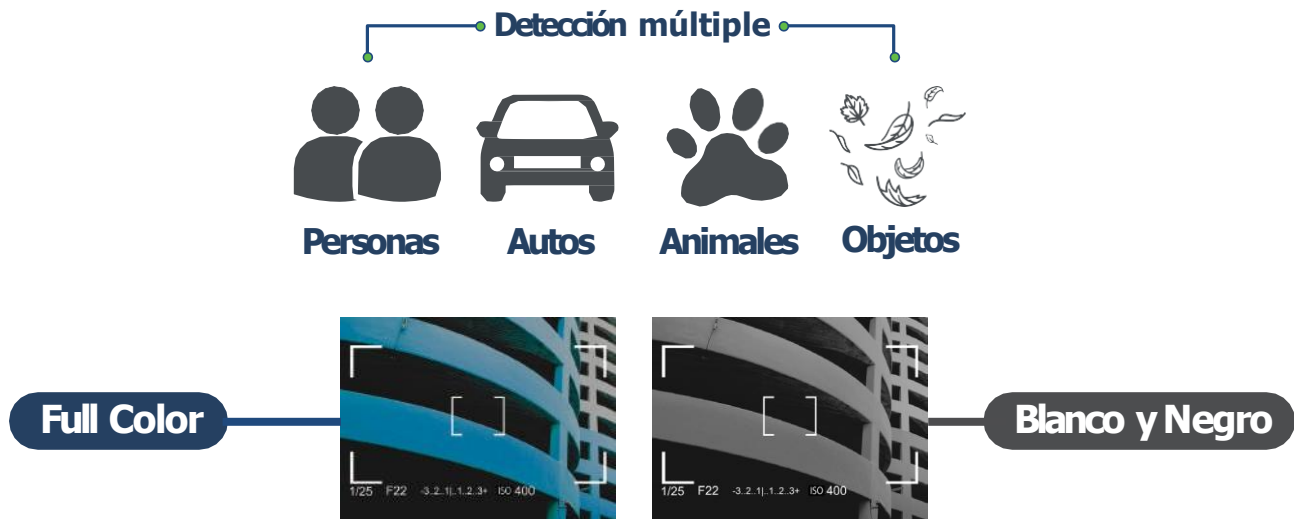 Detección múltiple
Personas Autos Animales Objetos
Full Color
1/25 F22 -3..2..1|..1..2..3+ ISO 400
1/25 F22 -3..2..1|..1..2..3+ ISO 400
Blanco y Negro